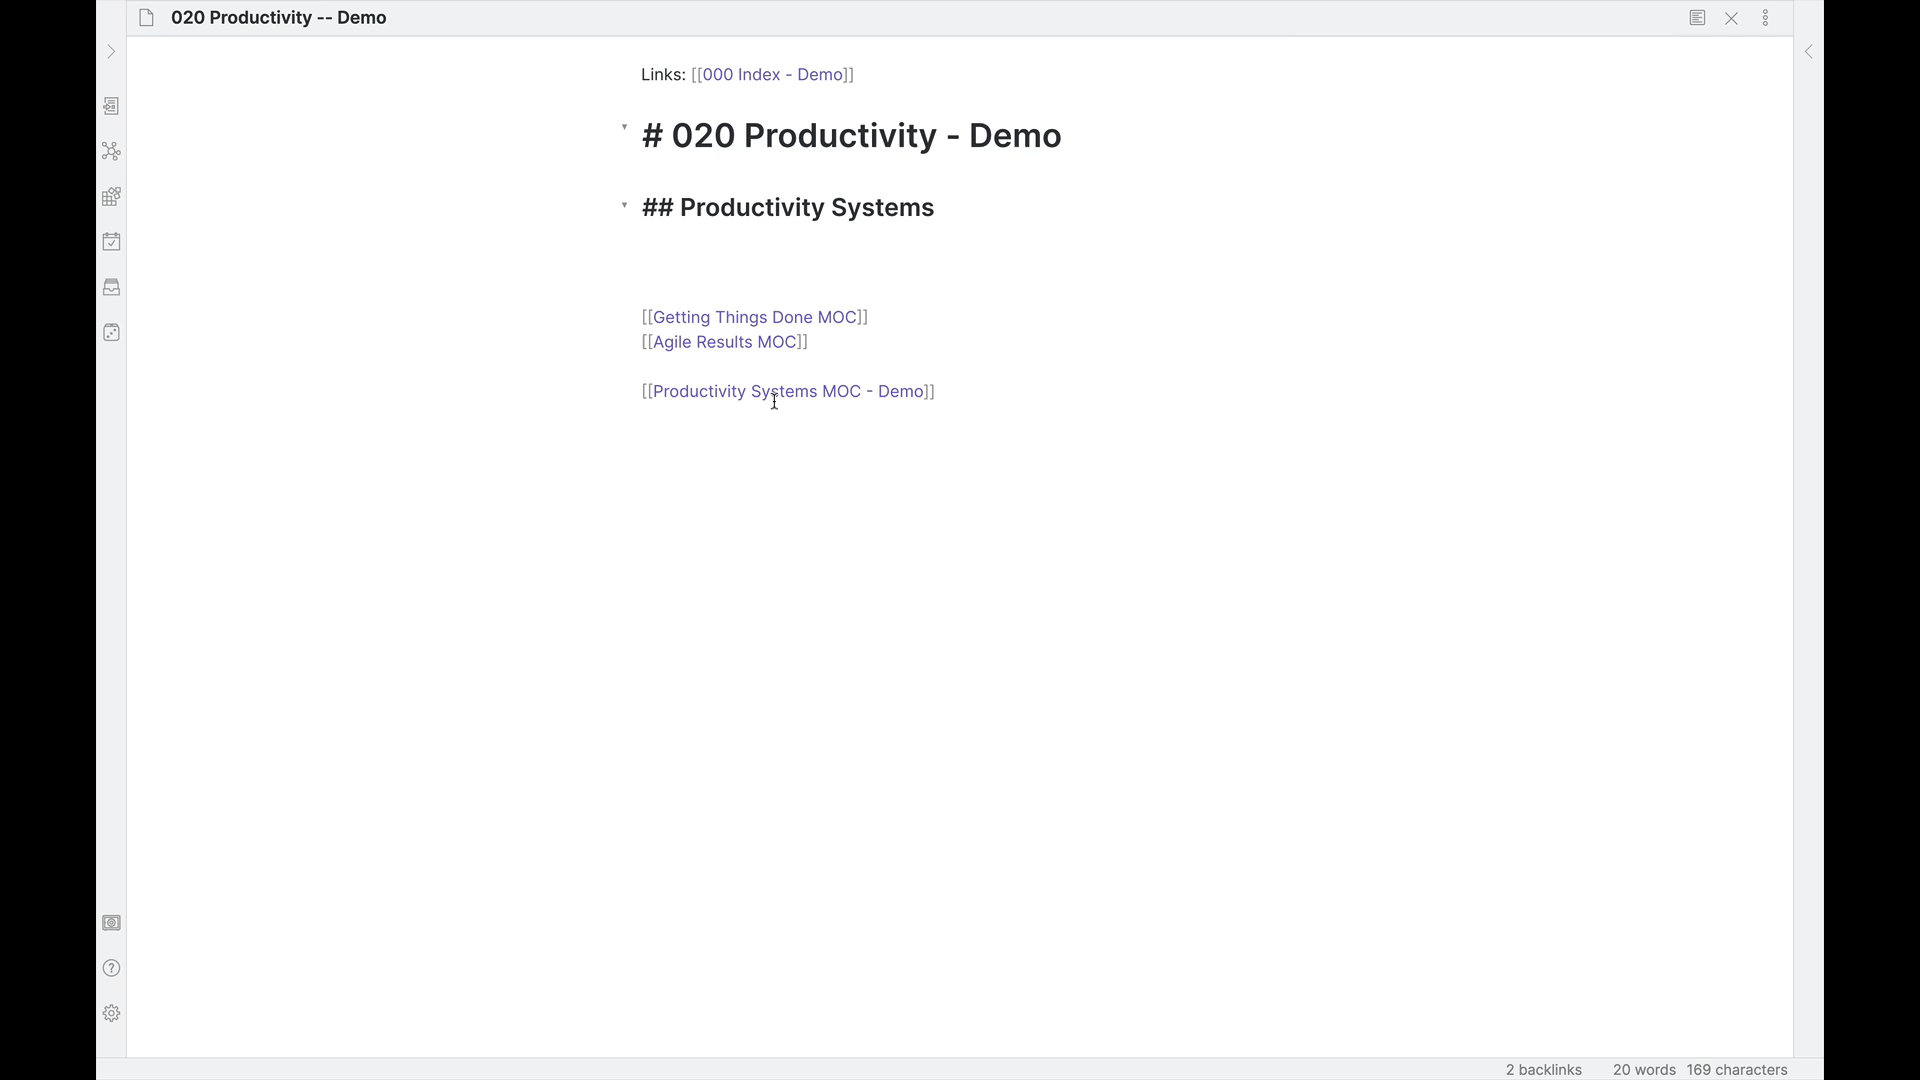 020 Productivity -- Demo
Links: [[000 Index - Demo]]
# 020 Productivity - Demo
## Productivity Systems
[[Getting Things Done MOC]]
[[Agile Results MOC]]
[[Productivity Systems MOC - Demo]]
2 backlinks 20 words 169 characters